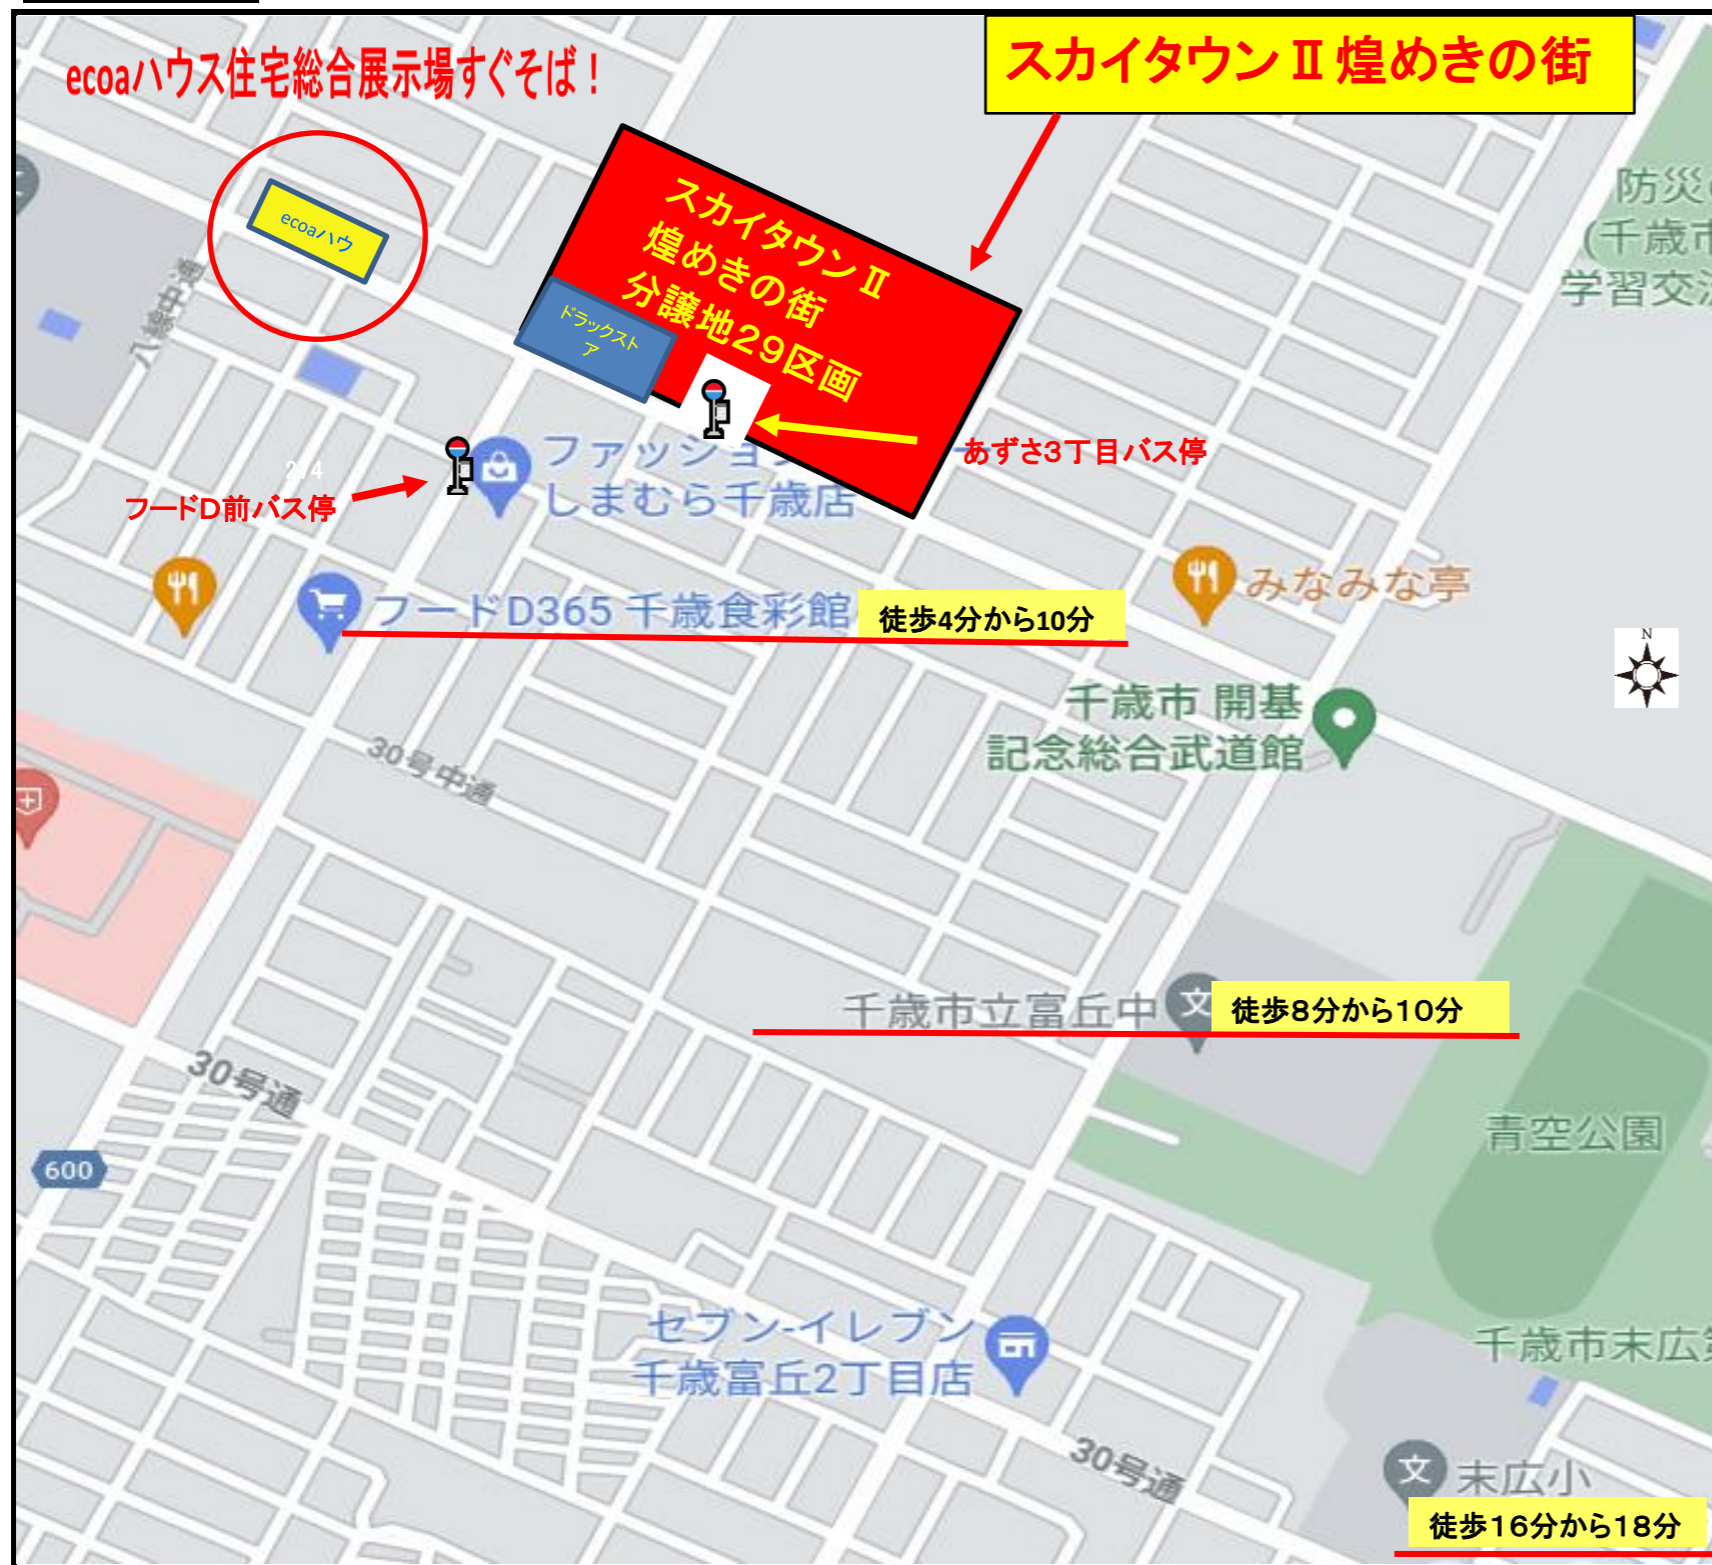 ecoaハウス住宅総合展示場すぐそば！
スカイタウンⅡ煌めきの街
防災
(千歳市
学習交流
ecoaハウ
スカイタウンⅡ
煌めきの街
分譲地29区画
ドラックスト
ア
八線中通
あずさ3丁目バス停
ファッション
しまむら千歳店
274
フードD前バス停
フードD365 千歳食彩館
徒歩4分から10分
みなみな亭
N
千歳市 開基
記念総合武道館
30号中通
千歳市立富丘中
文
徒歩8分から10分
30号通
青空公園
600
セブン-イレブン
千歳富丘2丁目店
千歳市末広第
30号通
文
末広小
徒歩16分から18分